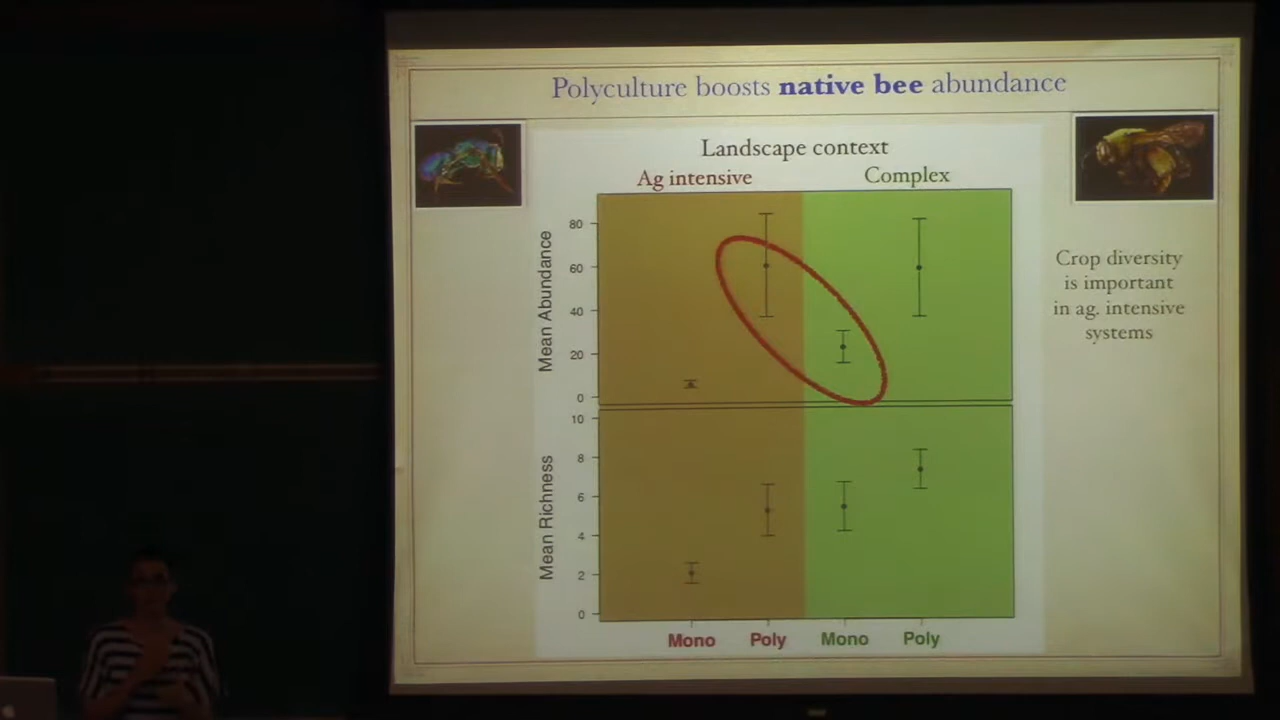 Polyculture boosts native bee abundance
Landscape context
Ag intensive
Complex
Mean Abundance
80
60
40
20
0
Mean Richness
10
8
6
4
2
0
Mono
Poly
Mono
Poly
Crop diversity
is important
in ag. intensive
systems